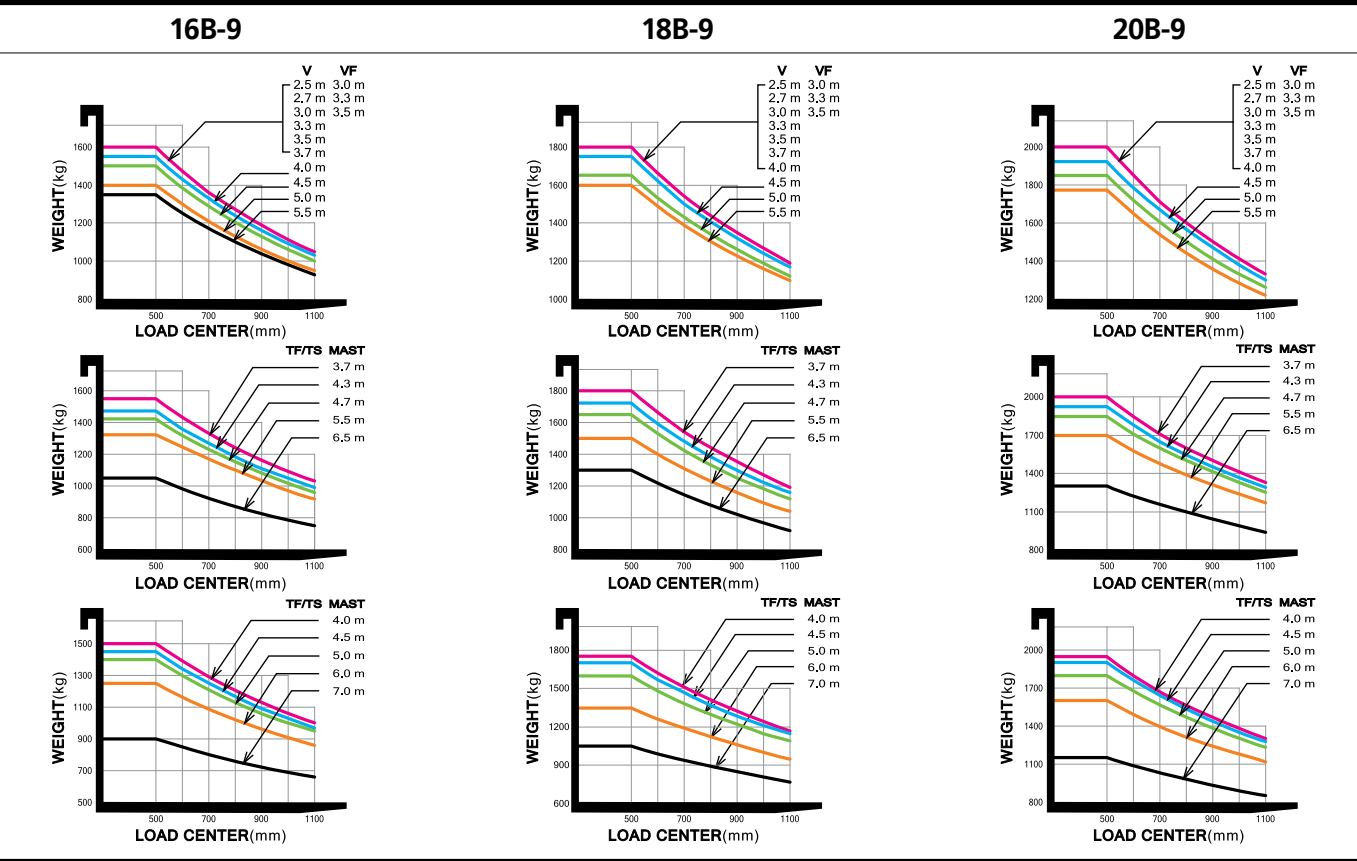 16B-9 18B-9 20B-9
V VF
2.5 m 3.0 m
2.7 m 3.3 m
3.0 m 3.5 m
3.3 m
3.5 m
3.7 m
4.0 m
4.5 m
5.0 m
5.5 m
WEIGHT(kg)
1600
1400
1200
1000
800
500 700 900 1100
LOAD CENTER(mm)
V VF
2.5 m 3.0 m
2.7 m 3.3 m
3.0 m 3.5 m
3.3 m
3.5 m
3.7 m
4.0 m
4.5 m
5.0 m
5.5 m
WEIGHT(kg)
1800
1600
1400
1200
1000
500 700 900 1100
LOAD CENTER(mm)
V VF
2.5 m 3.0 m
2.7 m 3.3 m
3.0 m 3.5 m
3.3 m
3.5 m
3.7 m
4.0 m
4.5 m
5.0 m
5.5 m
WEIGHT(kg)
2000
1800
1600
1400
1200
500 700 900 1100
LOAD CENTER(mm)
TF/TS MAST
3.7 m
4.3 m
4.7 m
5.5 m
6.5 m
WEIGHT(kg)
1600
1400
1200
1000
800
600
500 700 900 1100
LOAD CENTER(mm)
TF/TS MAST
3.7 m
4.3 m
4.7 m
5.5 m
6.5 m
WEIGHT(kg)
1800
1600
1400
1200
1000
800
500 700 900 1100
LOAD CENTER(mm)
TF/TS MAST
3.7 m
4.3 m
4.7 m
5.5 m
6.5 m
WEIGHT(kg)
2000
1700
1400
1100
800
500 700 900 1100
LOAD CENTER(mm)
TF/TS MAST
4.0 m
4.5 m
5.0 m
6.0 m
7.0 m
WEIGHT(kg)
1500
1300
1100
900
700
500
500 700 900 1100
LOAD CENTER(mm)
TF/TS MAST
4.0 m
4.5 m
5.0 m
6.0 m
7.0 m
WEIGHT(kg)
1800
1500
1200
900
600
500 700 900 1100
LOAD CENTER(mm)
TF/TS MAST
4.0 m
4.5 m
5.0 m
6.0 m
7.0 m
WEIGHT(kg)
2000
1700
1400
1100
800
500 700 900 1100
LOAD CENTER(mm)